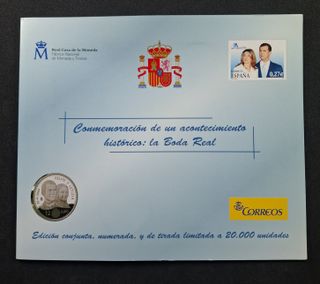 Real Casa de la Moneda
Fábrica Nacional
de Moneda y Timbre
M
ESPAÑA
0,27€
Conmemoración de un acontecimiento
histórico: la Boda Real
CORREOS
Edición conjunta, numerada, y de tirada limitada a 20.000 unidades